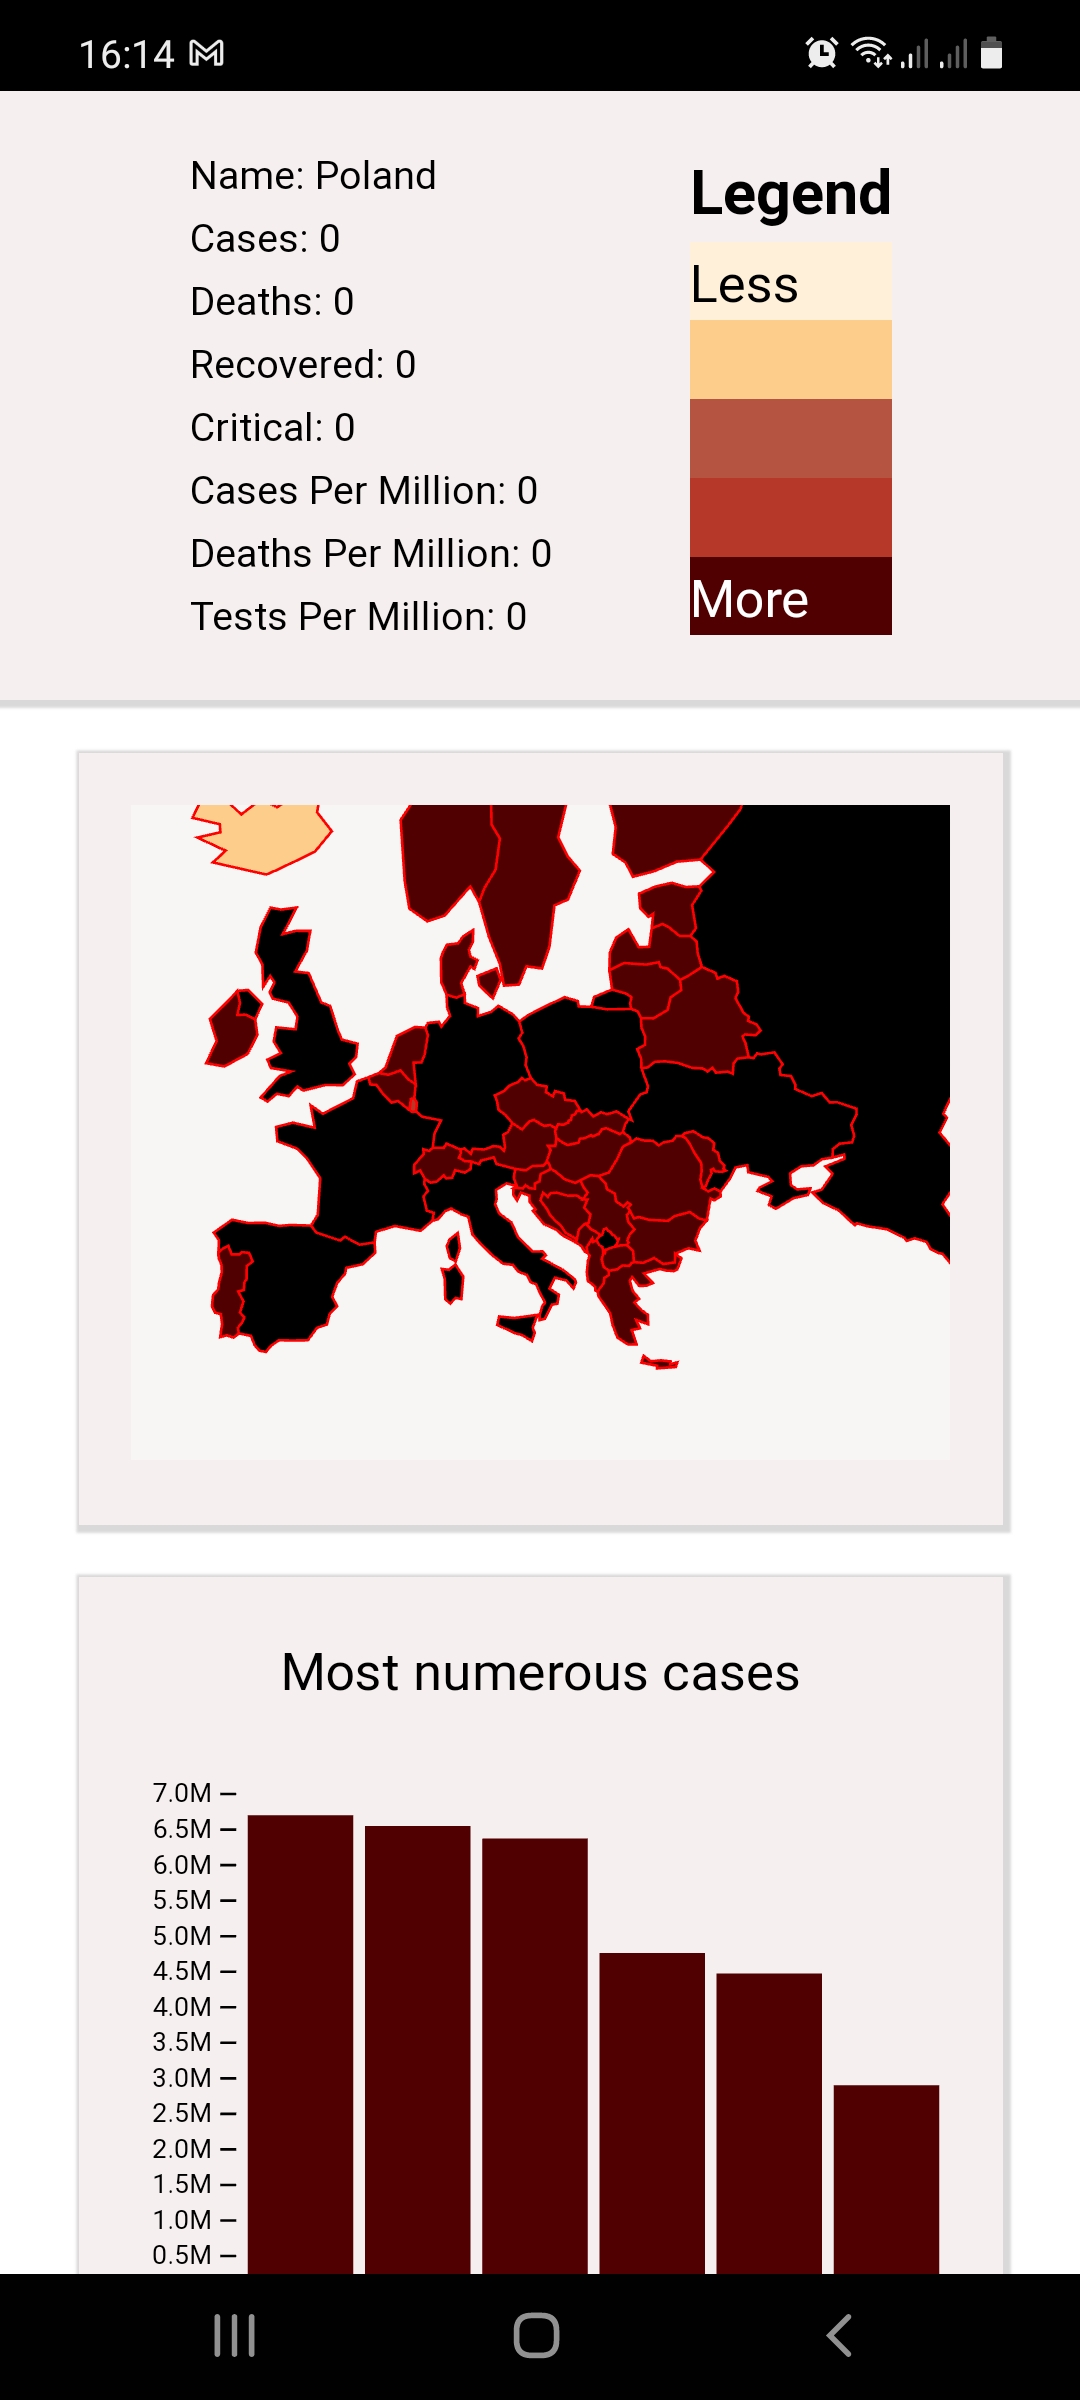 16:14
Name: Poland
Cases: 0
Deaths: 0
Recovered: 0
Critical: 0
Cases Per Million: 0
Deaths Per Million: 0
Tests Per Million: 0
Legend
Less
More
Most numerous cases
7.0M
6.5M
6.0M
5.5M
5.0M
4.5M
4.0M
3.5M
3.0M
2.5M
2.0M
1.5M
1.0M
0.5M